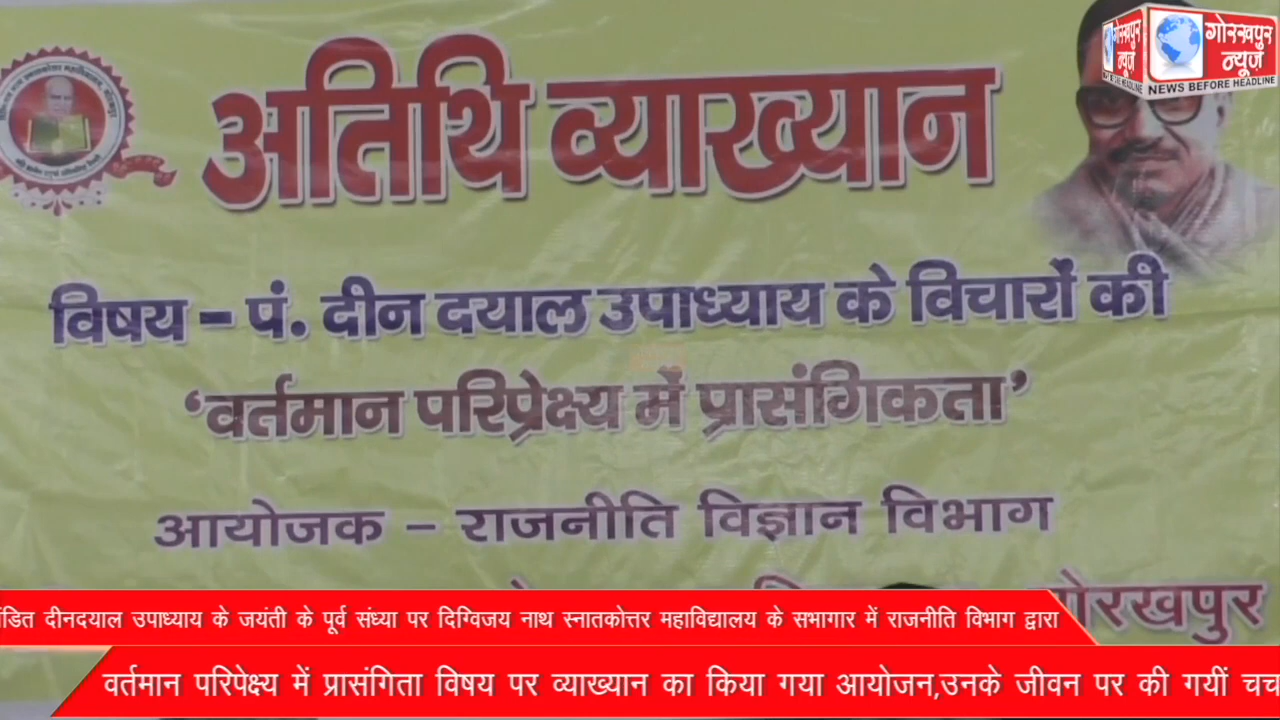 गोरखपुर न्यूज
NEWS BEFORE HEADLINE
गोरखपुर न्यूज
अतिथि व्याख्यान
विषय – पं. दीन दयाल उपाध्याय के विचारों की
‘वर्तमान परिप्रेक्ष्य में प्रासंगिकता’
आयोजक – राजनीति विज्ञान विभाग
गोरखपुर
दीनदयाल उपाध्याय के जयंती के पूर्व संध्या पर दिग्विजय नाथ स्नातकोत्तर महाविद्यालय के सभागार में राजनीति विभाग द्वारा
वर्तमान परिपेक्ष्य में प्रासंगिता विषय पर व्याख्यान का किया गया आयोजन,उनके जीवन पर की गयीं